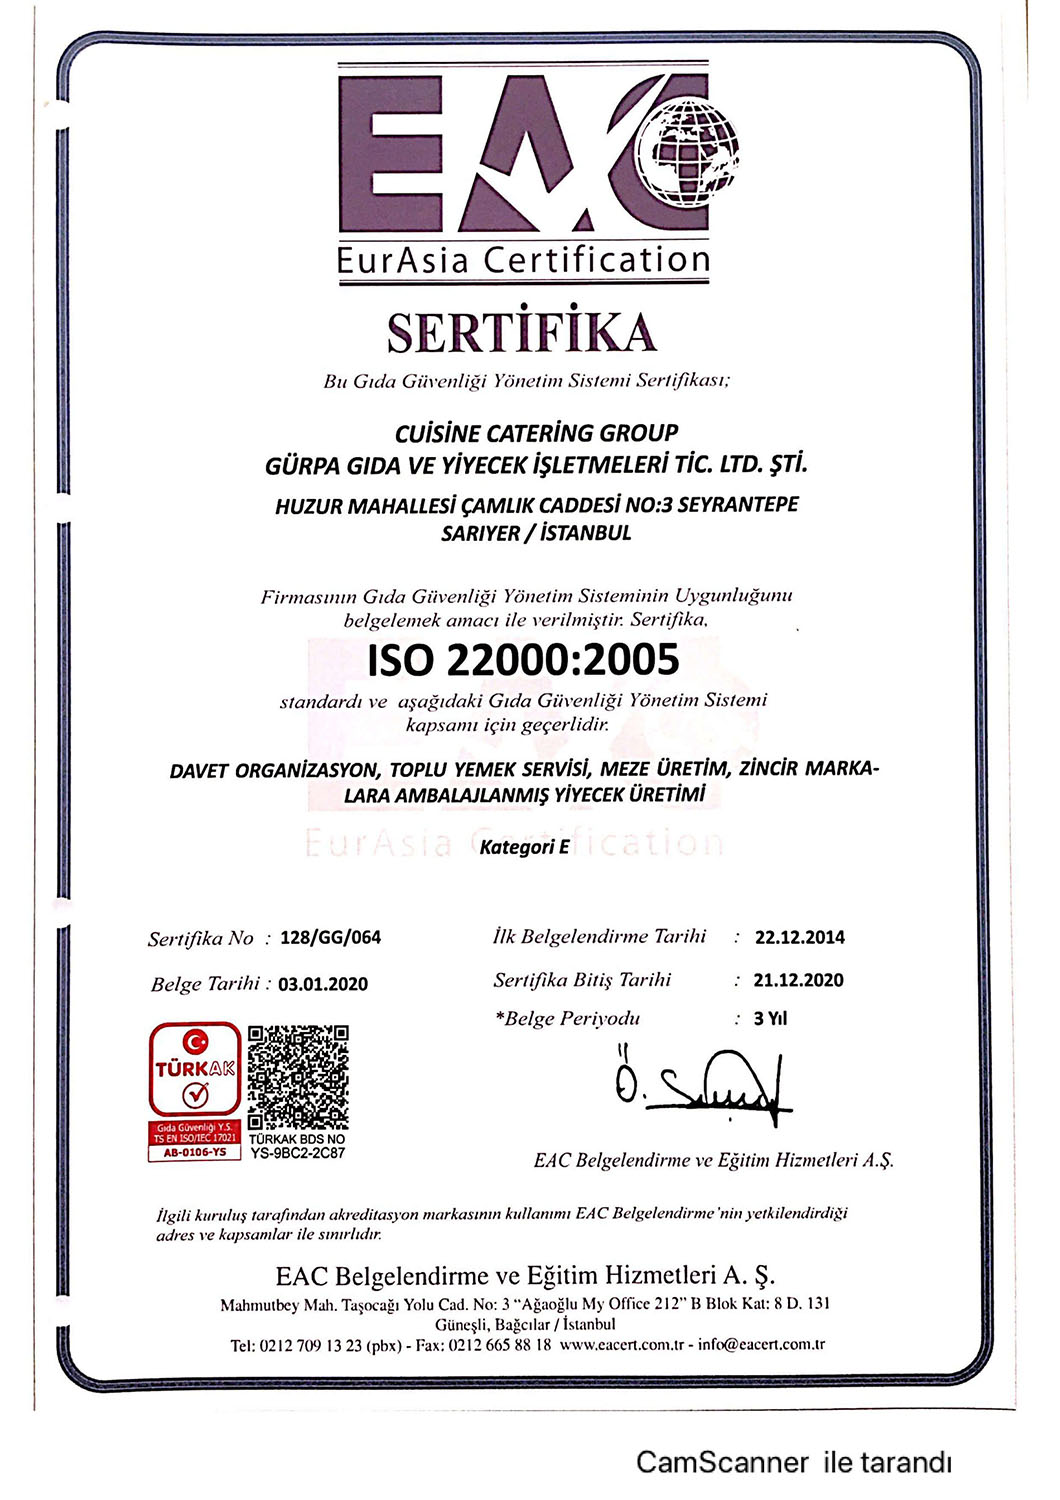 EAC
EurAsia Certification
SERTİFİKA
Bu Gıda Güvenliği Yönetim Sistemi Sertifikası;
CUİSİNE CATERİNG GROUP
GÜRPA GIDA VE YİYECEK İŞLETMELERİ TİC. LTD. ŞTİ.
HUZUR MAHALLESİ ÇAMLIK CADDESİ NO:3 SEYRANTEPE
SARIYER / İSTANBUL
Firmasının Gıda Güvenliği Yönetim Sisteminin Uygunluğunu
belgelemek amacı ile verilmiştir. Sertifika,
ISO 22000:2005
standardı ve aşağıdaki Gıda Güvenliği Yönetim Sistemi
kapsamı için geçerlidir.
DAVET ORGANİZASYON, TOPLU YEMEK SERVİSİ, MEZE ÜRETİM, ZİNCİR MARKA-
LARA AMBALAJLANMIŞ YİYECEK ÜRETİMİ
EurAsia Certification
Kategori E
Sertifika No : 128/GG/064
İlk Belgelendirme Tarihi : 22.12.2014
Belge Tarihi : 03.01.2020
Sertifika Bitiş Tarihi : 21.12.2020
*Belge Periyodu : 3 Yıl
TÜRKAK
Gıda Güvenliği Y.S.
TS EN ISO/IEC 17021
AB-0106-YS
TÜRKAK BDS NO
YS-9BC2-2C87
EAC Belgelendirme ve Eğitim Hizmetleri A.Ş.
İlgili kuruluş tarafından akreditasyon markasının kullanımı EAC Belgelendirme'nin yetkilendirdiği
adres ve kapsamlar ile sınırlıdır.
EAC Belgelendirme ve Eğitim Hizmetleri A. Ş.
Mahmutbey Mah. Taşocağı Yolu Cad. No: 3 “Ağaoğlu My Office 212” B Blok Kat: 8 D. 131
Güneşli, Bağcılar / İstanbul
Tel: 0212 709 13 23 (pbx) - Fax: 0212 665 88 18 www.eacert.com.tr - info@eacert.com.tr
CamScanner ile tarandı